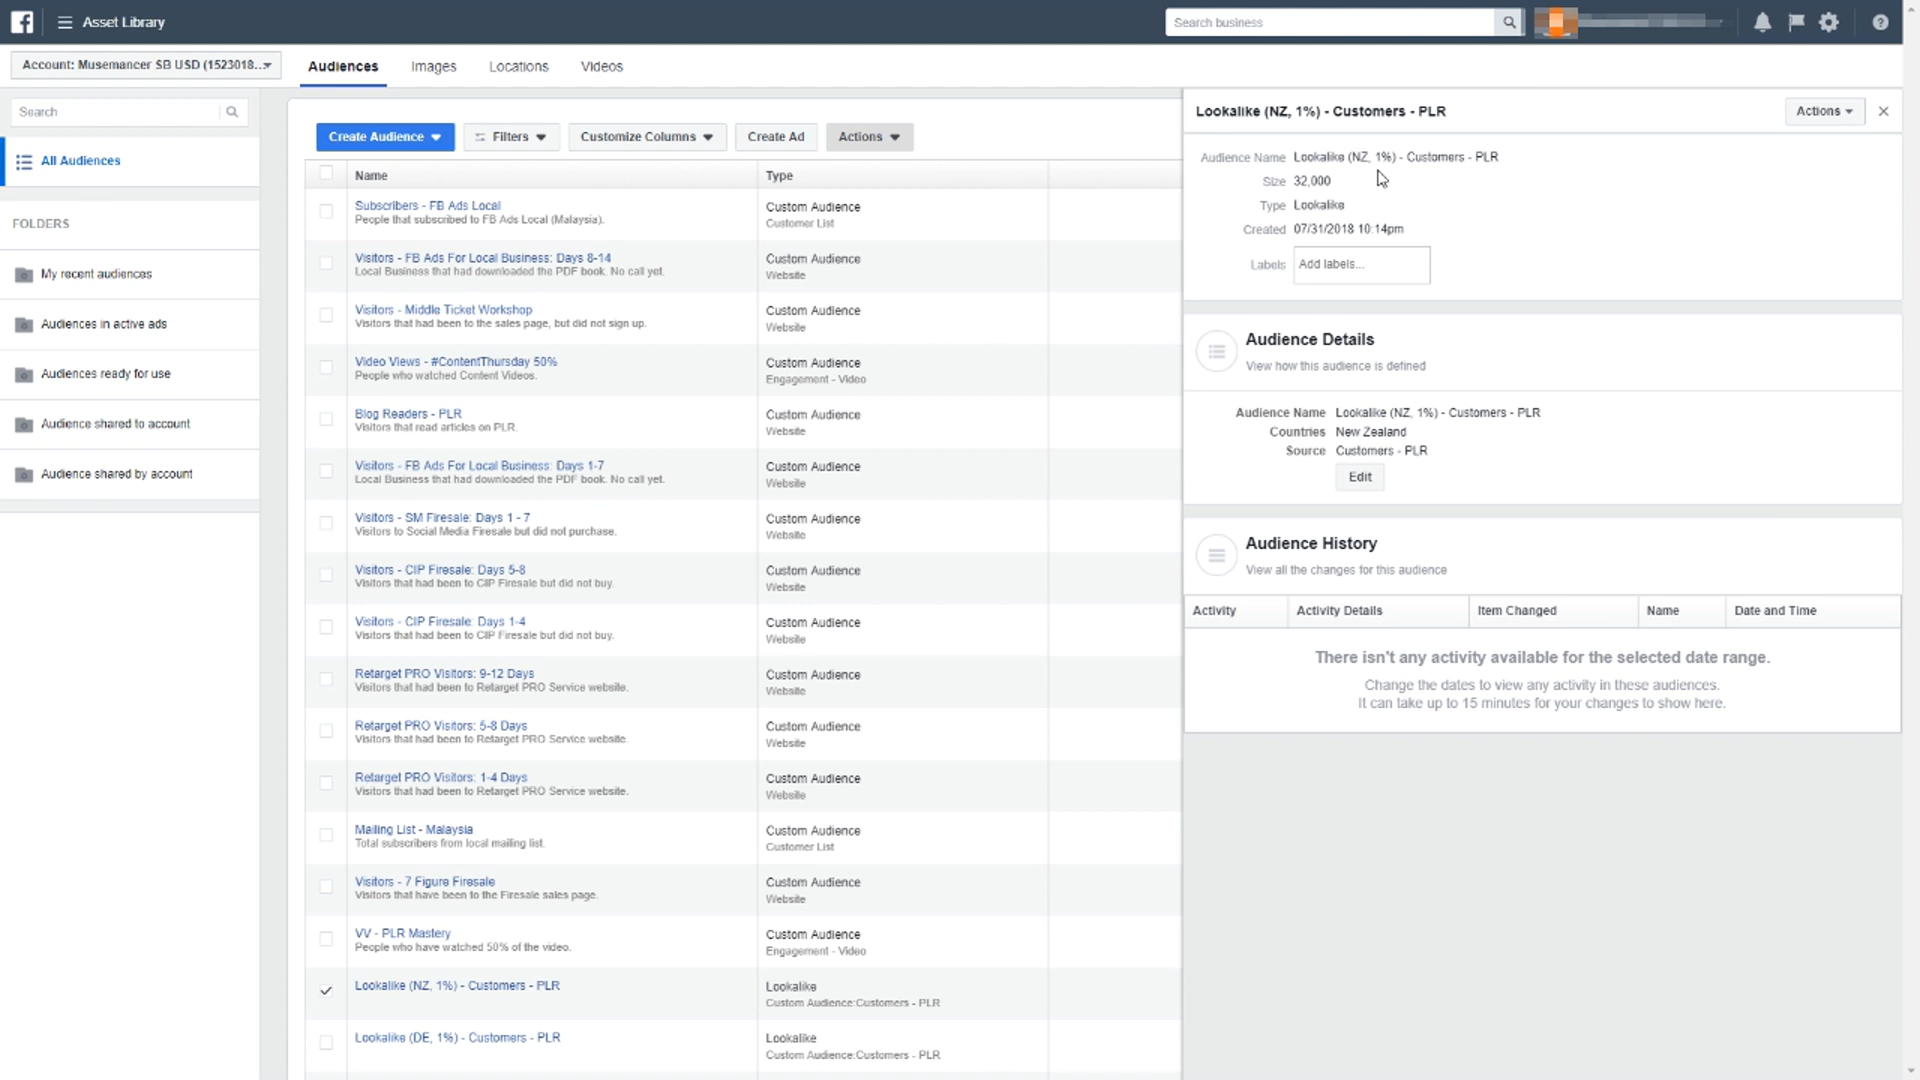 Asset Library
Search business
Account: Musemancer SB USD (1523018...
Audiences
Images
Locations
Videos
Search
All Audiences
FOLDERS
My recent audiences
Audiences in active ads
Audiences ready for use
Audience shared to account
Audience shared by account
Create Audience
Filters
Customize Columns
Create Ad
Actions
Name
Type
Subscribers - FB Ads Local
People that subscribed to FB Ads Local (Malaysia).
Custom Audience
Customer List
Visitors - FB Ads For Local Business: Days 8-14
Local Business that had downloaded the PDF book. No call yet.
Custom Audience
Website
Visitors - Middle Ticket Workshop
Visitors that had been to the sales page, but did not sign up.
Custom Audience
Website
Video Views - #ContentThursday 50%
People who watched Content Videos.
Custom Audience
Engagement - Video
Blog Readers - PLR
Visitors that read articles on PLR.
Custom Audience
Website
Visitors - FB Ads For Local Business: Days 1-7
Local Business that had downloaded the PDF book. No call yet.
Custom Audience
Website
Visitors - SM Firesale: Days 1 - 7
Visitors to Social Media Firesale but did not purchase.
Custom Audience
Website
Visitors - CIP Firesale: Days 5-8
Visitors that had been to CIP Firesale but did not buy.
Custom Audience
Website
Visitors - CIP Firesale: Days 1-4
Visitors that had been to CIP Firesale but did not buy.
Custom Audience
Website
Retarget PRO Visitors: 9-12 Days
Visitors that had been to Retarget PRO Service website.
Custom Audience
Website
Retarget PRO Visitors: 5-8 Days
Visitors that had been to Retarget PRO Service website.
Custom Audience
Website
Retarget PRO Visitors: 1-4 Days
Visitors that had been to Retarget PRO Service website.
Custom Audience
Website
Mailing List - Malaysia
Total subscribers from local mailing list.
Custom Audience
Customer List
Visitors - 7 Figure Firesale
Visitors that have been to the Firesale sales page.
Custom Audience
Website
VV - PLR Mastery
People who have watched 50% of the video.
Custom Audience
Engagement - Video
Lookalike (NZ, 1%) - Customers - PLR
Lookalike
Custom Audience:Customers - PLR
Lookalike (DE, 1%) - Customers - PLR
Lookalike
Custom Audience:Customers - PLR
Lookalike (NZ, 1%) - Customers - PLR
Actions
Audience Name Lookalike (NZ, 1%) - Customers - PLR
Size 32,000
Type Lookalike
Created 07/31/2018 10:14pm
Labels Add labels...
Audience Details
View how this audience is defined
Audience Name Lookalike (NZ, 1%) - Customers - PLR
Countries New Zealand
Source Customers - PLR
Edit
Audience History
View all the changes for this audience
Activity
Activity Details
Item Changed
Name
Date and Time
There isn't any activity available for the selected date range.
Change the dates to view any activity in these audiences.
It can take up to 15 minutes for your changes to show here.